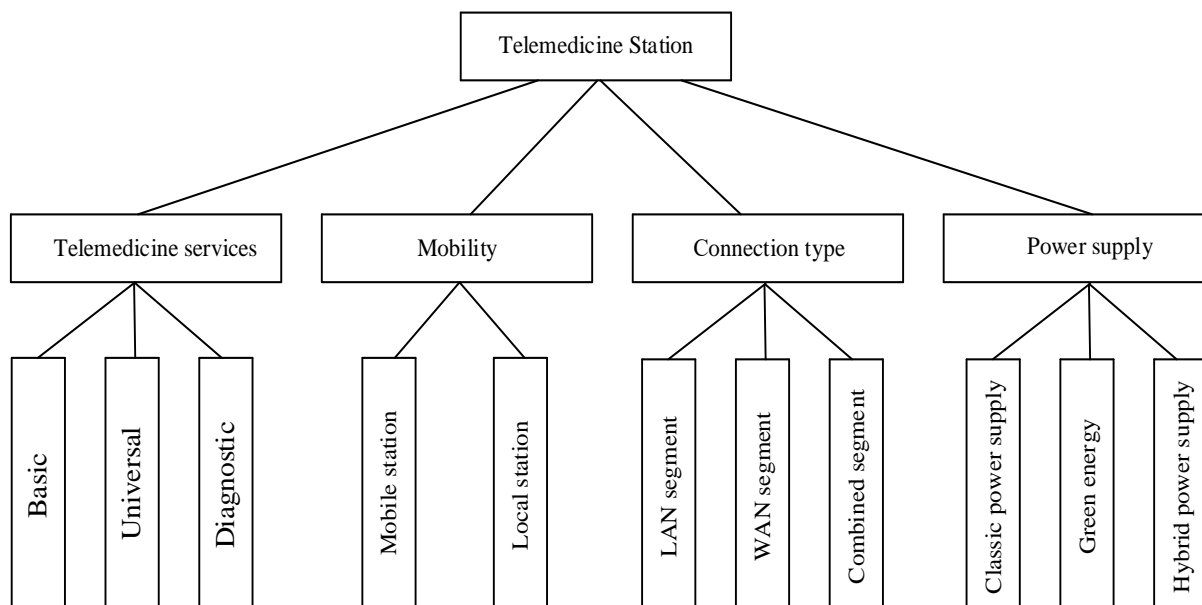 Telemedicine Station
Telemedicine services
Mobility
Connection type
Power supply
Basic
Universal
Diagnostic
Mobile station
Local station
LAN segment
WAN segment
Combined segment
Classic power supply
Green energy
Hybrid power supply